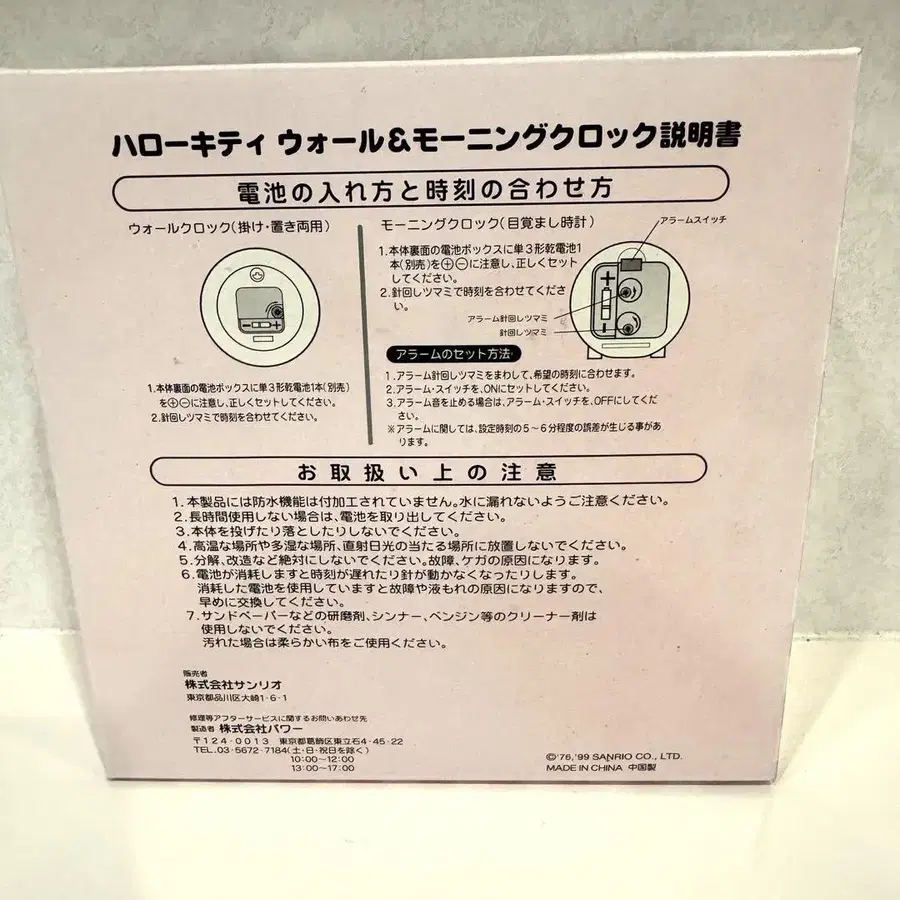 ハローキティ ウォール&モーニングクロック説明書
電池の入れ方と時刻の合わせ方
ウォールクロック(掛け・置き両用)
1.本体裏面の電池ボックスに単3形乾電池1本(別売)
を⊕⊖に注意し、正しくセットしてください。
2.針回しツマミで時刻を合わせてください。
モーニングクロック(目覚まし時計)
1.本体裏面の電池ボックスに単3形乾電池1
本(別売)を⊕⊖に注意し、正しくセット
してください。
2.針回しツマミで時刻を合わせてくださ
い。
アラームスイッチ
アラーム針回しツマミ
針回しツマミ
アラームのセット方法
1.アラーム針回しツマミをまわして、希望の時刻に合わせます。
2.アラーム・スイッチを、ONにセットしてください。
3.アラーム音を止める場合は、アラーム・スイッチを、OFFにしてくだ
さい。
※アラームに関しては、設定時刻の5~6分程度の誤差が生じる事があ
ります。
お取扱い上の注意
1.本製品には防水機能は付加工されていません。水に漏れないようご注意ください。
2.長時間使用しない場合は、電池を取り出してください。
3.本体を投げたり落としたりしないでください。
4.高温な場所や多湿な場所、直射日光の当たる場所に放置しないでください。
5.分解、改造など絶対にしないでください。故障、ケガの原因になります。
6.電池が消耗しますと時刻が遅れたり針が動かなくなったりします。
消耗した電池を使用していますと故障や液もれの原因になりますので、
早めに交換してください。
7.サンドペーパーなどの研磨剤、シンナー、ベンジン等のクリーナー剤は
使用しないでください。
汚れた場合は柔らかい布をご使用ください。
販売者
株式会社サンリオ
東京都品川区大崎1-6-1
修理等アフターサービスに関するお問いあわせ先
製造者 株式会社パワー
〒124-0013 東京都葛飾区東立石4-45-22
TEL.03-5672-7184(土・日・祝日を除く)
10:00~12:00
13:00~17:00
©'76,'99 SANRIO CO., LTD.
MADE IN CHINA 中国製